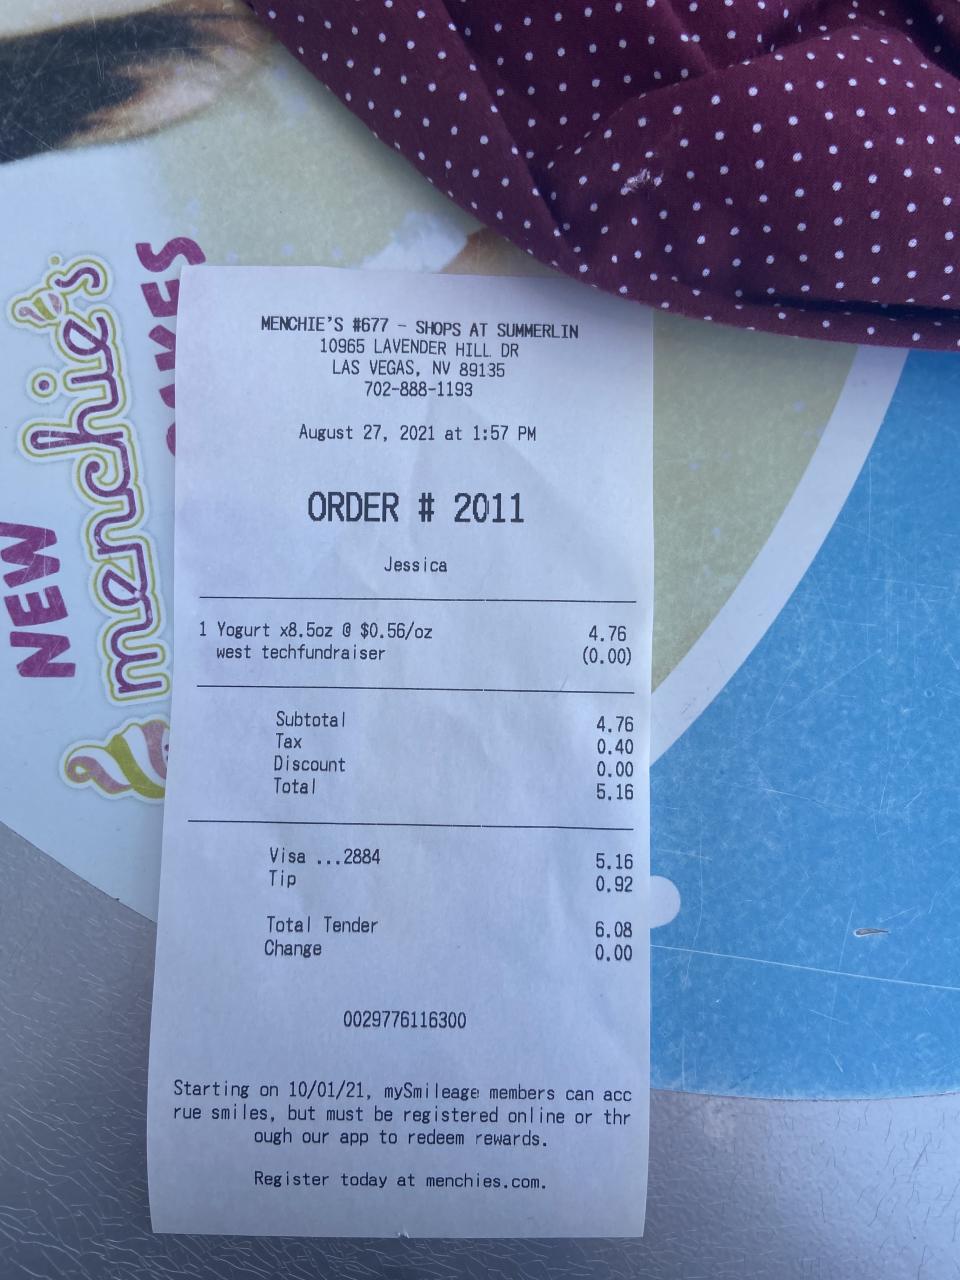 NEW
CAKES
menchie's
MENCHIE'S #677 - SHOPS AT SUMMERLIN
10965 LAVENDER HILL DR
LAS VEGAS, NV 89135
702-888-1193
August 27, 2021 at 1:57 PM
ORDER # 2011
Jessica
1 Yogurt x8.5oz @ $0.56/oz 4.76
west techfundraiser (0.00)
Subtotal 4.76
Tax 0.40
Discount 0.00
Total 5.16
Visa ...2884 5.16
Tip 0.92
Total Tender 6.08
Change 0.00
0029776116300
Starting on 10/01/21, mySmileage members can acc
rue smiles, but must be registered online or thr
ough our app to redeem rewards.
Register today at menchies.com.